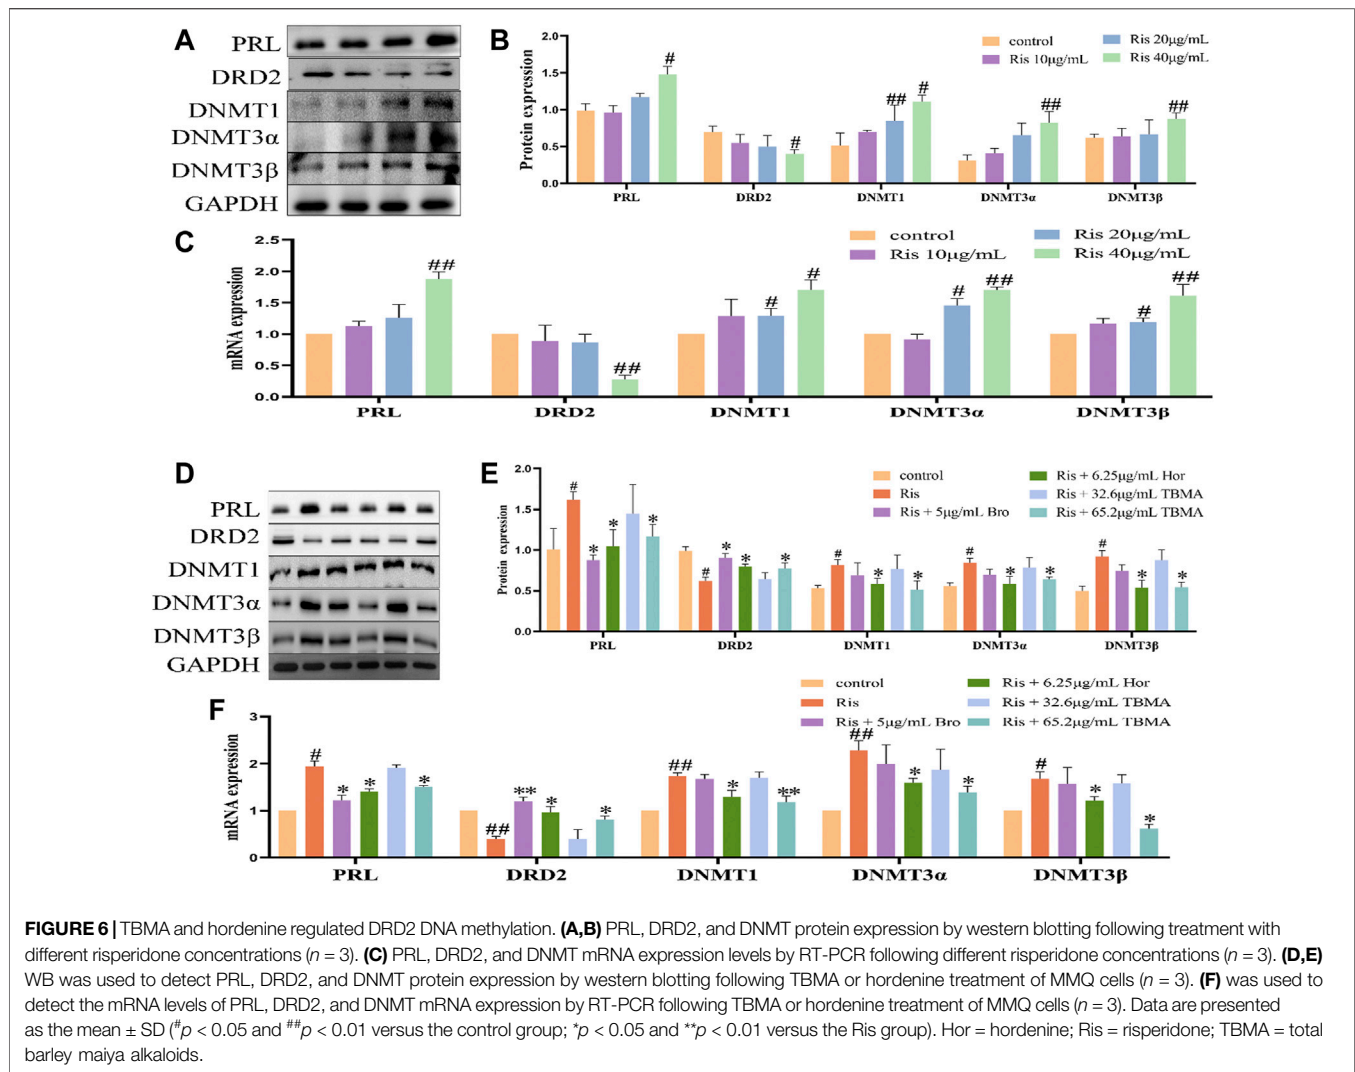 A
PRL
DRD2
DNMT1
DNMT3α
DNMT3β
GAPDH
B
control
Ris 10μg/mL
Ris 20μg/mL
Ris 40μg/mL
Protein expression
2.0
1.5
1.0
0.5
0.0
#
#
##
#
##
##
PRL DRD2 DNMT1 DNMT3α DNMT3β
C
control
Ris 10μg/mL
Ris 20μg/mL
Ris 40μg/mL
mRNA expression
2.5
2.0
1.5
1.0
0.5
0.0
##
##
#
#
#
##
#
##
PRL DRD2 DNMT1 DNMT3α DNMT3β
D
PRL
DRD2
DNMT1
DNMT3α
DNMT3β
GAPDH
E
control
Ris
Ris + 5μg/mL Bro
Ris + 6.25μg/mL Hor
Ris + 32.6μg/mL TBMA
Ris + 65.2μg/mL TBMA
Protein expression
2.0
1.5
1.0
0.5
0.0
# * * *
# * * *
# * *
# * *
# * *
PRL DRD2 DNMT1 DNMT3α DNMT3β
F
control
Ris
Ris + 5μg/mL Bro
Ris + 6.25μg/mL Hor
Ris + 32.6μg/mL TBMA
Ris + 65.2μg/mL TBMA
mRNA expression
3
2
1
0
# * * *
## ** * *
## * **
## * *
# * *
PRL DRD2 DNMT1 DNMT3α DNMT3β
FIGURE 6 | TBMA and hordenine regulated DRD2 DNA methylation. (A,B) PRL, DRD2, and DNMT protein expression by western blotting following treatment with
different risperidone concentrations (n = 3). (C) PRL, DRD2, and DNMT mRNA expression levels by RT-PCR following different risperidone concentrations (n = 3). (D,E)
WB was used to detect PRL, DRD2, and DNMT protein expression by western blotting following TBMA or hordenine treatment of MMQ cells (n = 3). (F) was used to
detect the mRNA levels of PRL, DRD2, and DNMT mRNA expression by RT-PCR following TBMA or hordenine treatment of MMQ cells (n = 3). Data are presented
as the mean ± SD (#p < 0.05 and ##p < 0.01 versus the control group; *p < 0.05 and **p < 0.01 versus the Ris group). Hor = hordenine; Ris = risperidone; TBMA = total
barley maiya alkaloids.